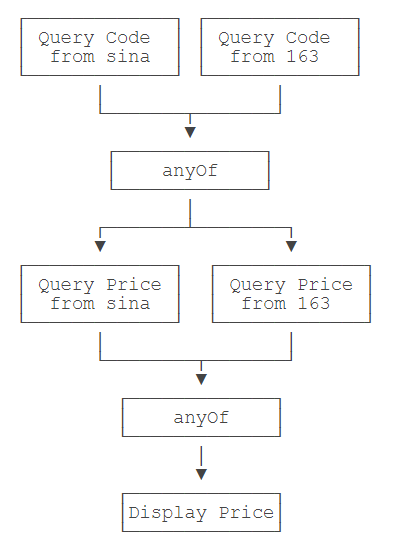 Query Code
from sina
Query Code
from 163
anyOf
Query Price
from sina
Query Price
from 163
anyOf
Display Price